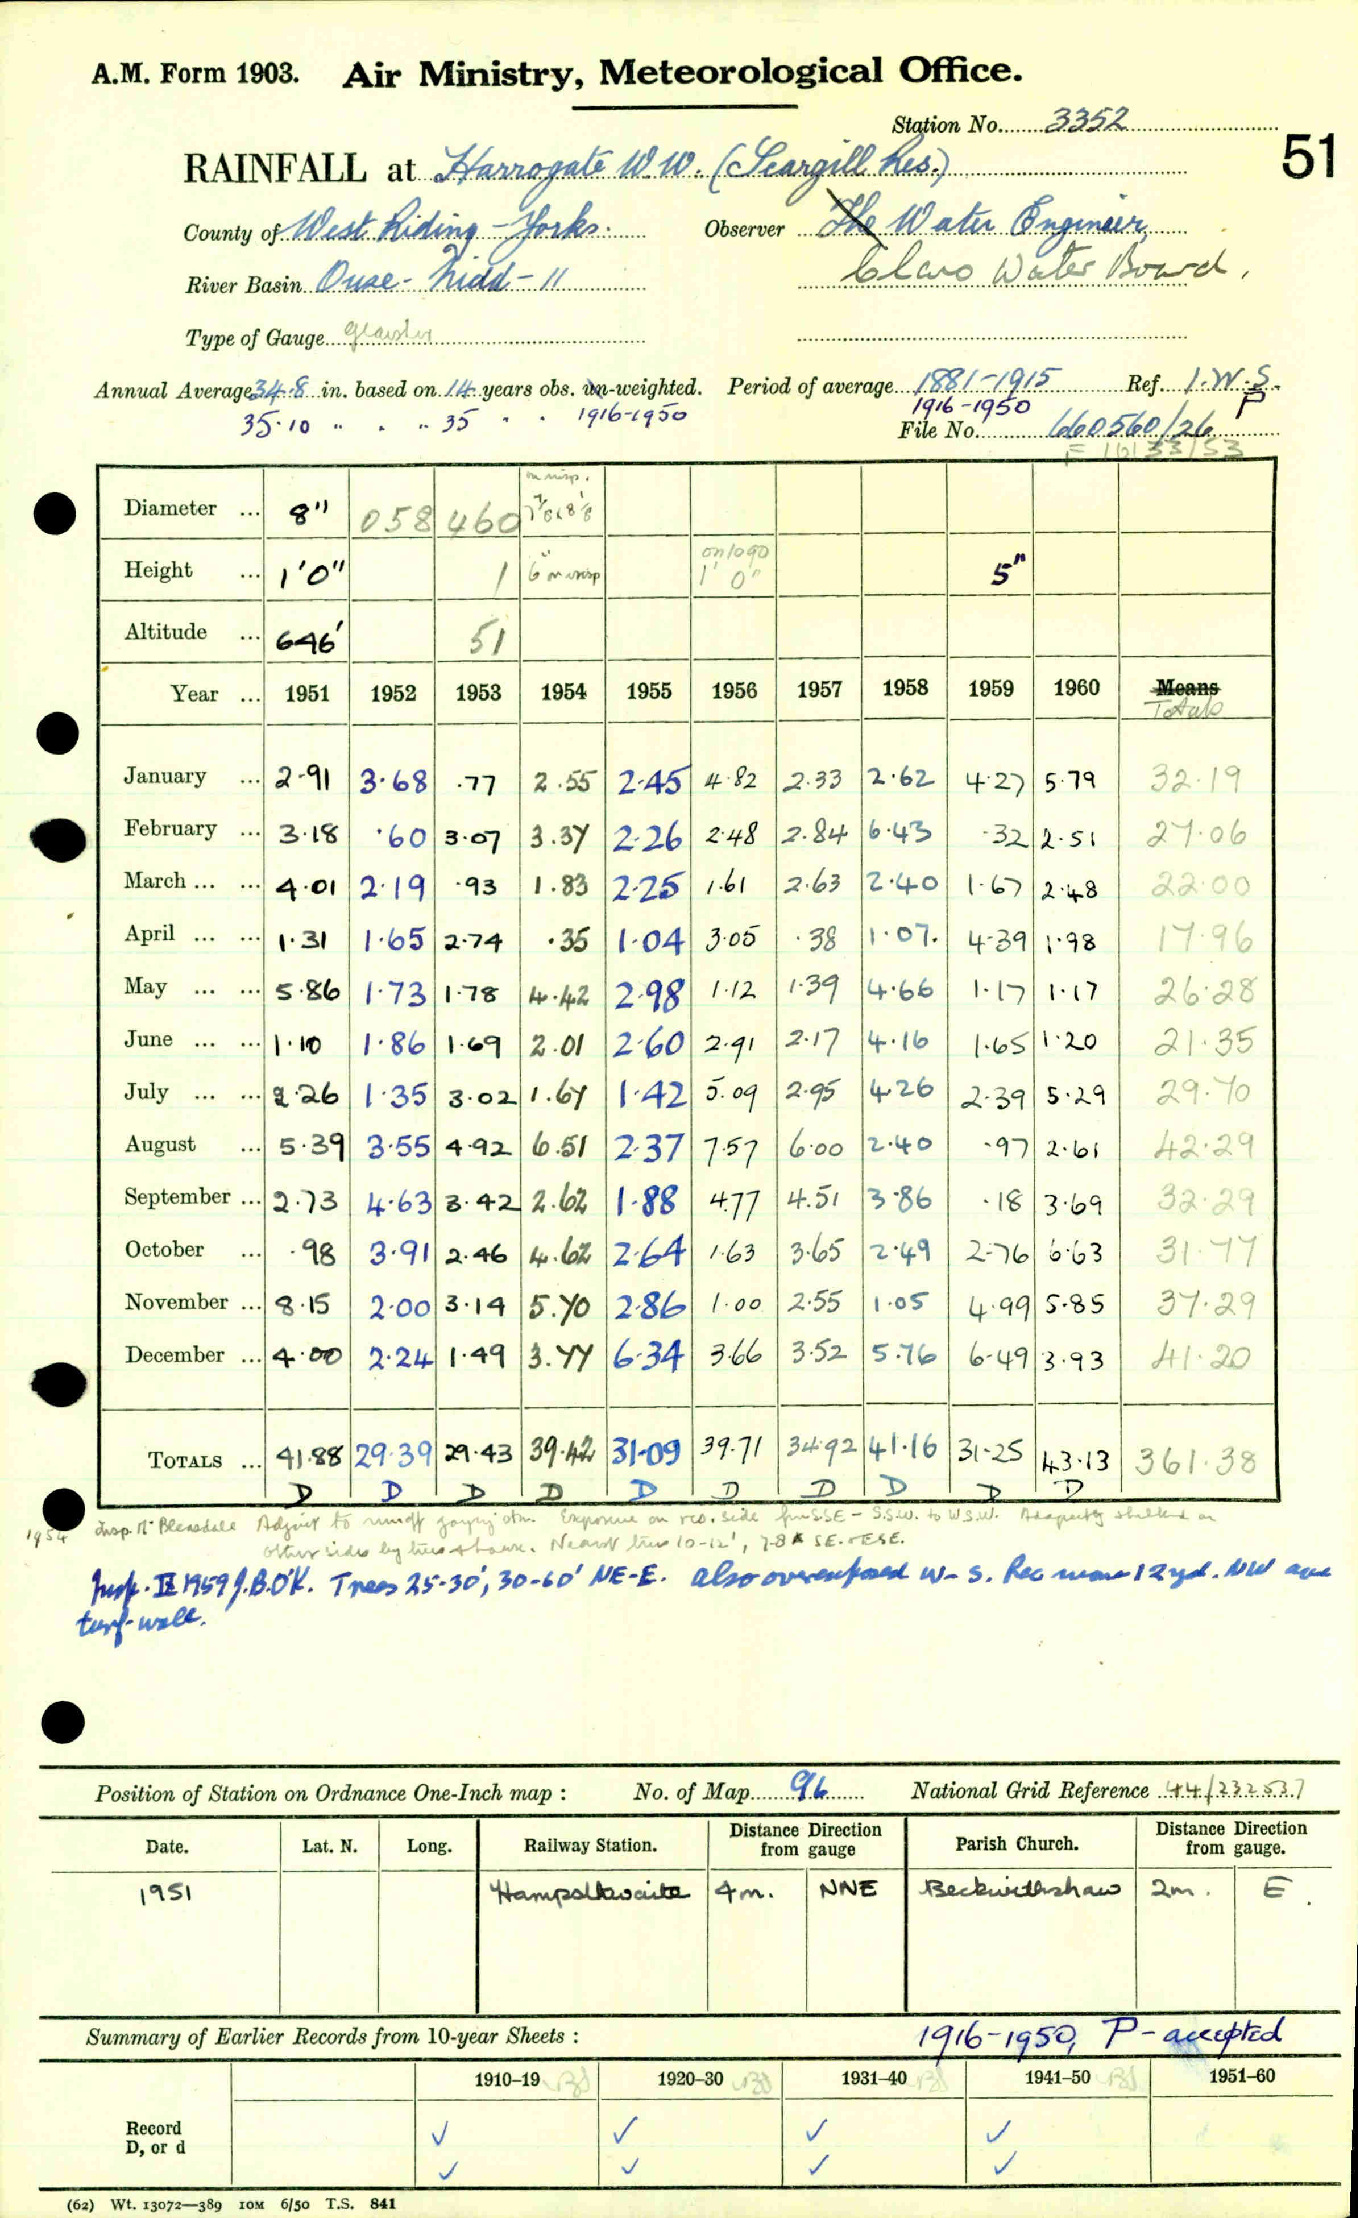 A.M. Form 1903. Air Ministry, Meteorological Office.
Station No. 3352
51
RAINFALL at Harrogate W.W. (Scargill Res.)
County of West Riding - Yorks. Observer The Water Engineer,
River Basin Ouse - Nidd - 11 Claro Water Board.
Type of Gauge Glaisher
Annual Average 34.8 in. based on 14 years obs. un-weighted. Period of average 1881-1915 Ref. I.W.S.
35.10 " . " 35 . . 1916-1950 1916-1950 P
File No. 660560/26
F 16133/53
Diameter ... 8" 058 460
Height ... 1'0" 1 6" on insp on 1090 1' 0" 5"
Altitude ... 646' 51
Year ... 1951 1952 1953 1954 1955 1956 1957 1958 1959 1960 Means
Totals
January ... 2.91 3.68 .77 2.55 2.45 4.82 2.33 2.62 4.27 5.79 32.19
February ... 3.18 .60 3.07 3.37 2.26 2.48 2.84 6.43 .32 2.51 27.06
March ... ... 4.01 2.19 .93 1.83 2.25 1.61 2.63 2.40 1.67 2.48 22.00
April ... ... 1.31 1.65 2.74 .35 1.04 3.05 .38 1.07. 4.39 1.98 17.96
May ... ... 5.86 1.73 1.78 4.42 2.98 1.12 1.39 4.66 1.17 1.17 26.28
June ... ... 1.10 1.86 1.69 2.01 2.60 2.91 2.17 4.16 1.65 1.20 21.35
July ... ... 2.26 1.35 3.02 1.67 1.42 5.09 2.95 4.26 2.39 5.29 29.70
August ... 5.39 3.55 4.92 6.51 2.37 7.57 6.00 2.40 .97 2.61 42.29
September ... 2.73 4.63 3.42 2.62 1.88 4.77 4.51 3.86 .18 3.69 32.29
October ... .98 3.91 2.46 4.62 2.64 1.63 3.65 2.49 2.76 6.63 31.77
November ... 8.15 2.00 3.14 5.70 2.86 1.00 2.55 1.05 4.99 5.85 37.29
December ... 4.00 2.24 1.49 3.77 6.34 3.66 3.52 5.76 6.49 3.93 41.20
TOTALS ... 41.88 29.39 29.43 39.42 31.09 39.71 34.92 41.16 31.25 43.13 361.38
D D D D D D D D D D
1954 Insp. Mr Bleasdale Exposure on rec. side from SSE - S.S.W. to W.S.W. sheltered on
other sides by trees + house. Nearest tree 10-12', SE.-ESE.
Insp. IX 1959 J.B.O'K. Trees 25-30', 30-60' NE-E. also overexposed W-S. 12 yd. NW and
turf-wall.
Position of Station on Ordnance One-Inch map : No. of Map 96 National Grid Reference 44/232537
Date. Lat. N. Long. Railway Station. Distance from gauge Direction Parish Church. Distance from gauge. Direction
1951 Hampsthwaite 4m. NNE Beckwithshaw 2m. E.
Summary of Earlier Records from 10-year Sheets : 1916-1950, P - accepted
1910–19 1920–30 1931–40 1941–50 1951–60
Record ✓ ✓ ✓ ✓
D, or d ✓ ✓ ✓ ✓
(62) Wt. 13072—389 10M 6/50 T.S. 841